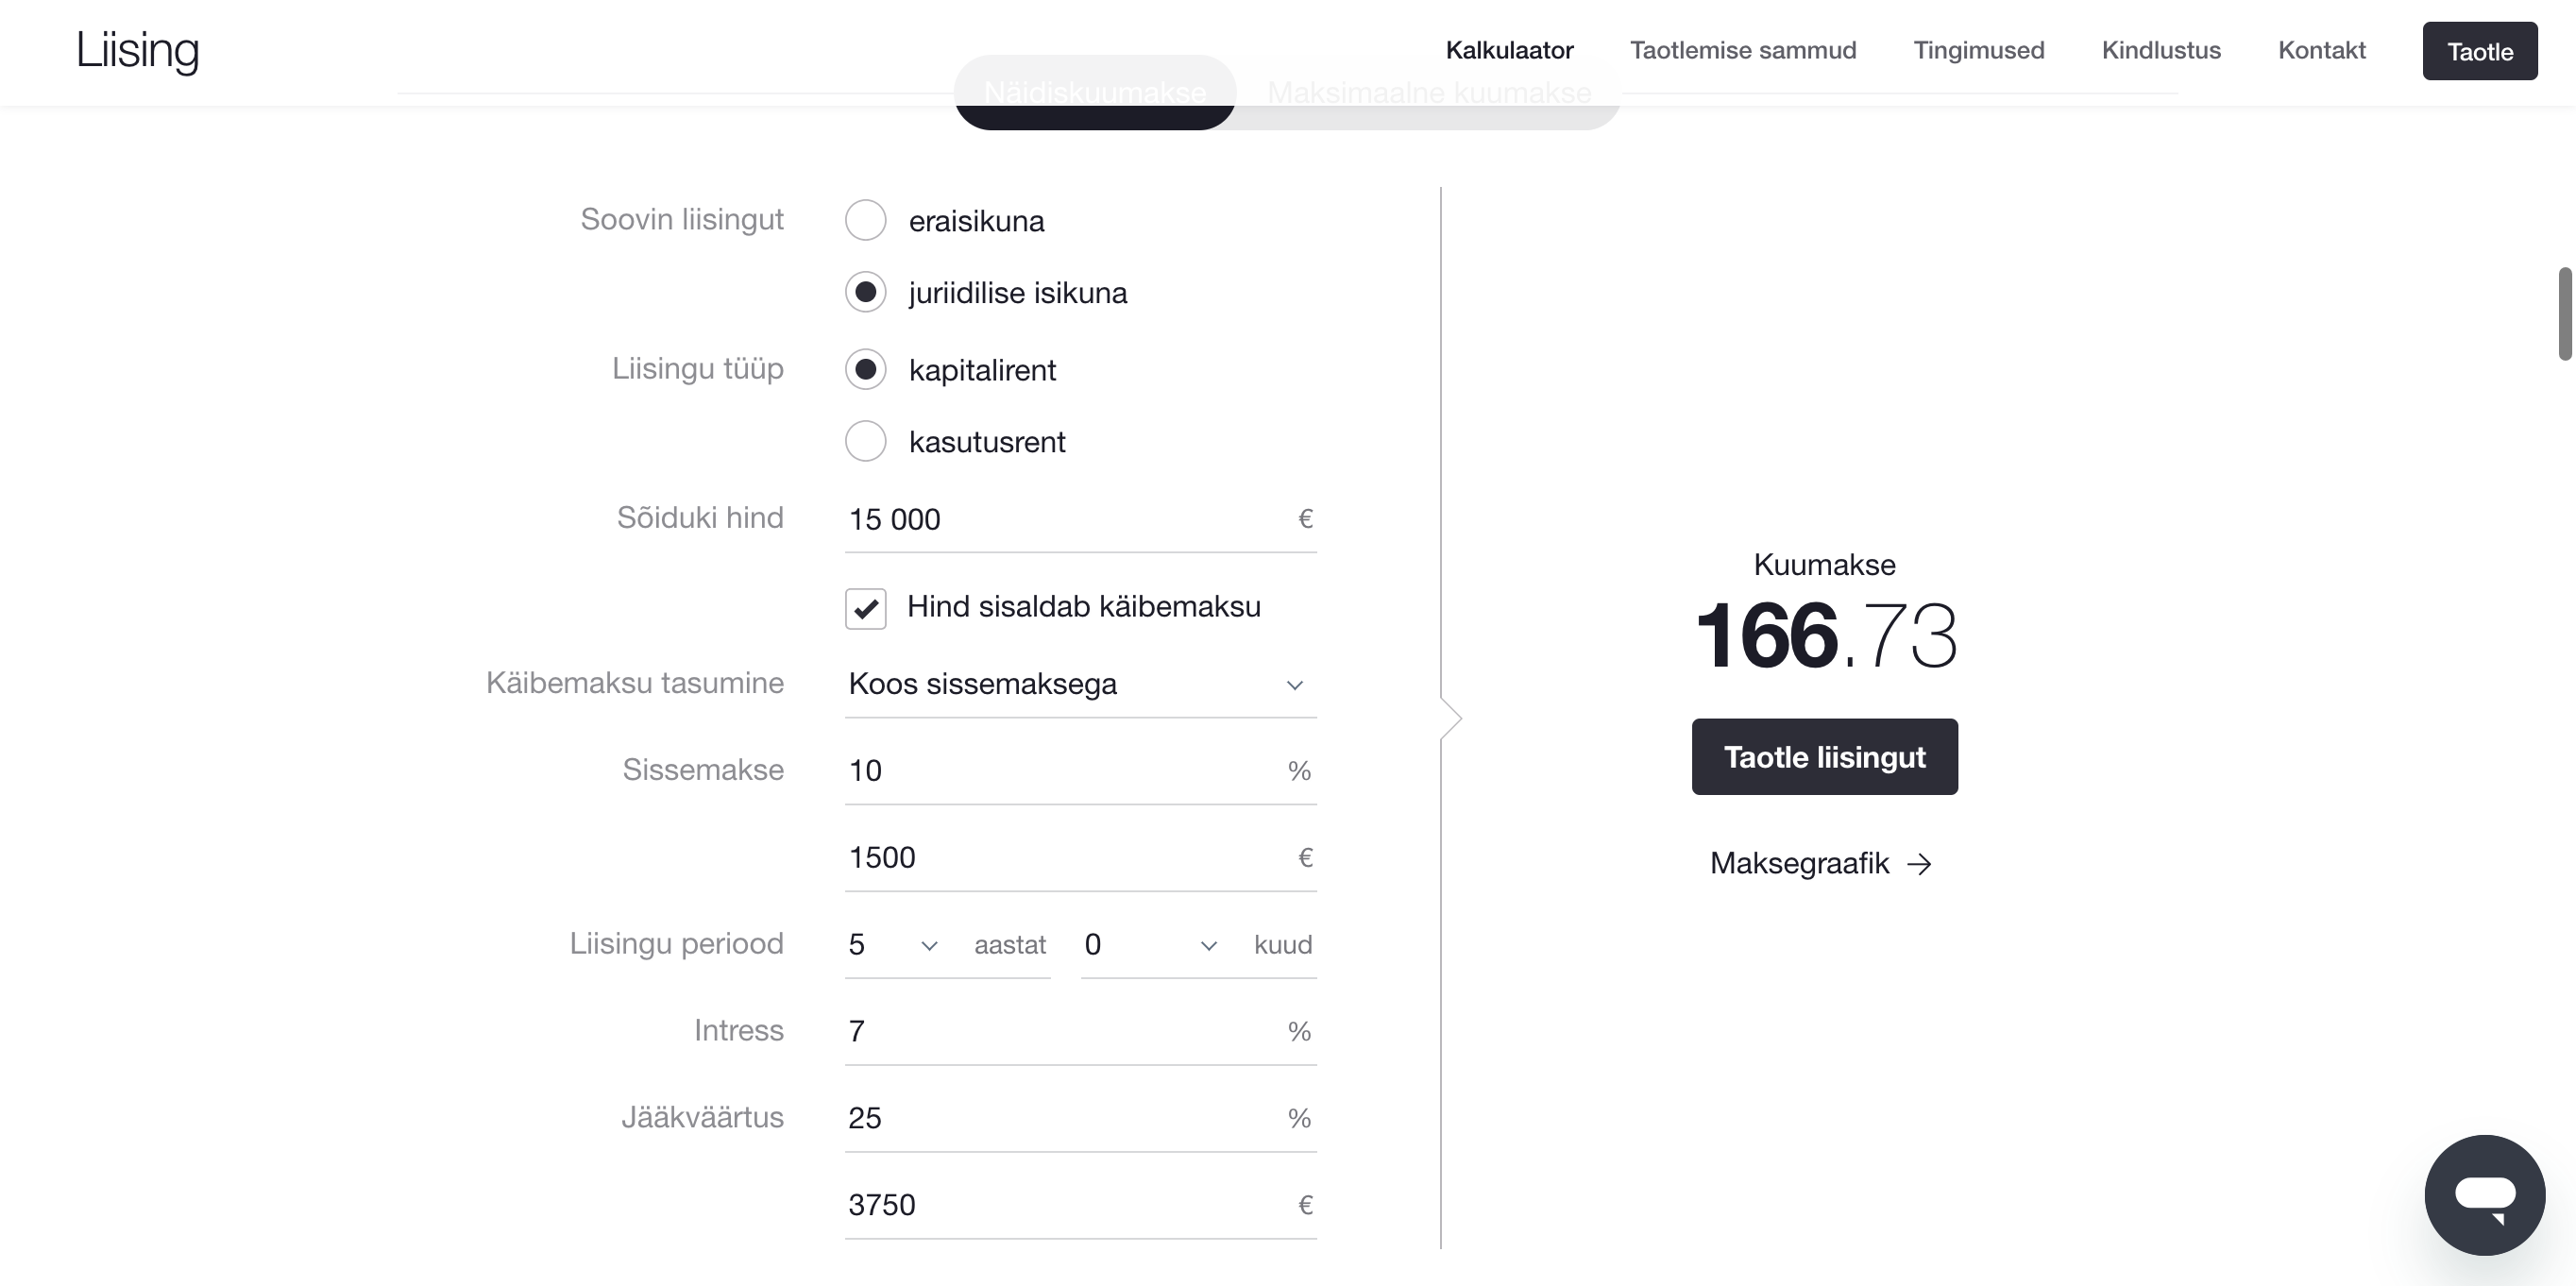 Liising
Kalkulaator
Taotlemise sammud
Tingimused
Kindlustus
Kontakt
Taotle
Näidiskuumakse
Maksimaalne kuumakse
Soovin liisingut
eraisikuna
juriidilise isikuna
Liisingu tüüp
kapitalirent
kasutusrent
Sõiduki hind
15 000 €
Hind sisaldab käibemaksu
Käibemaksu tasumine
Koos sissemaksega
Sissemakse
10 %
1500 €
Liisingu periood
5 aastat 0 kuud
Intress
7 %
Jääkväärtus
25 %
3750 €
Kuumakse
166.73
Taotle liisingut
Maksegraafik →